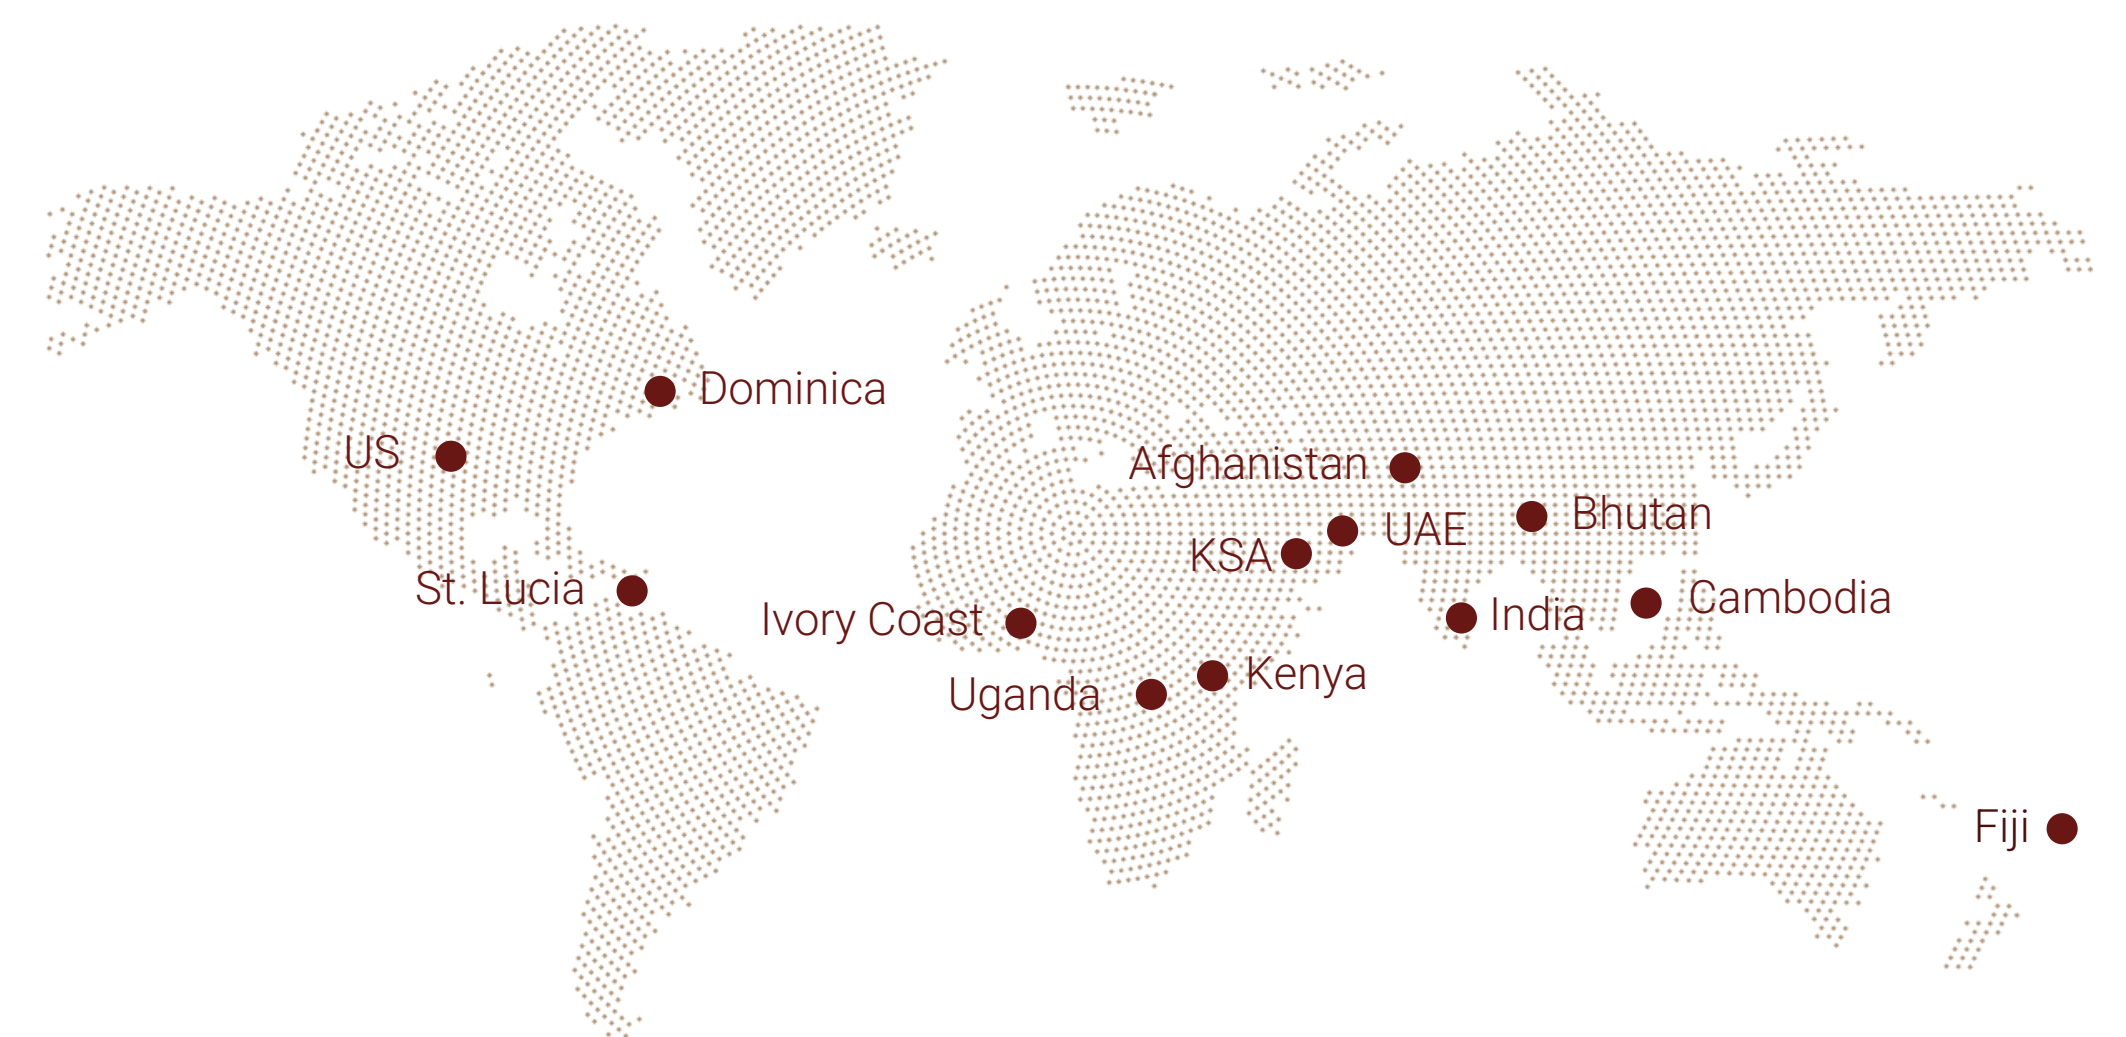 Dominica
US
Afghanistan
Bhutan
UAE
KSA
St. Lucia
Cambodia
Ivory Coast
India
Kenya
Uganda
Fiji